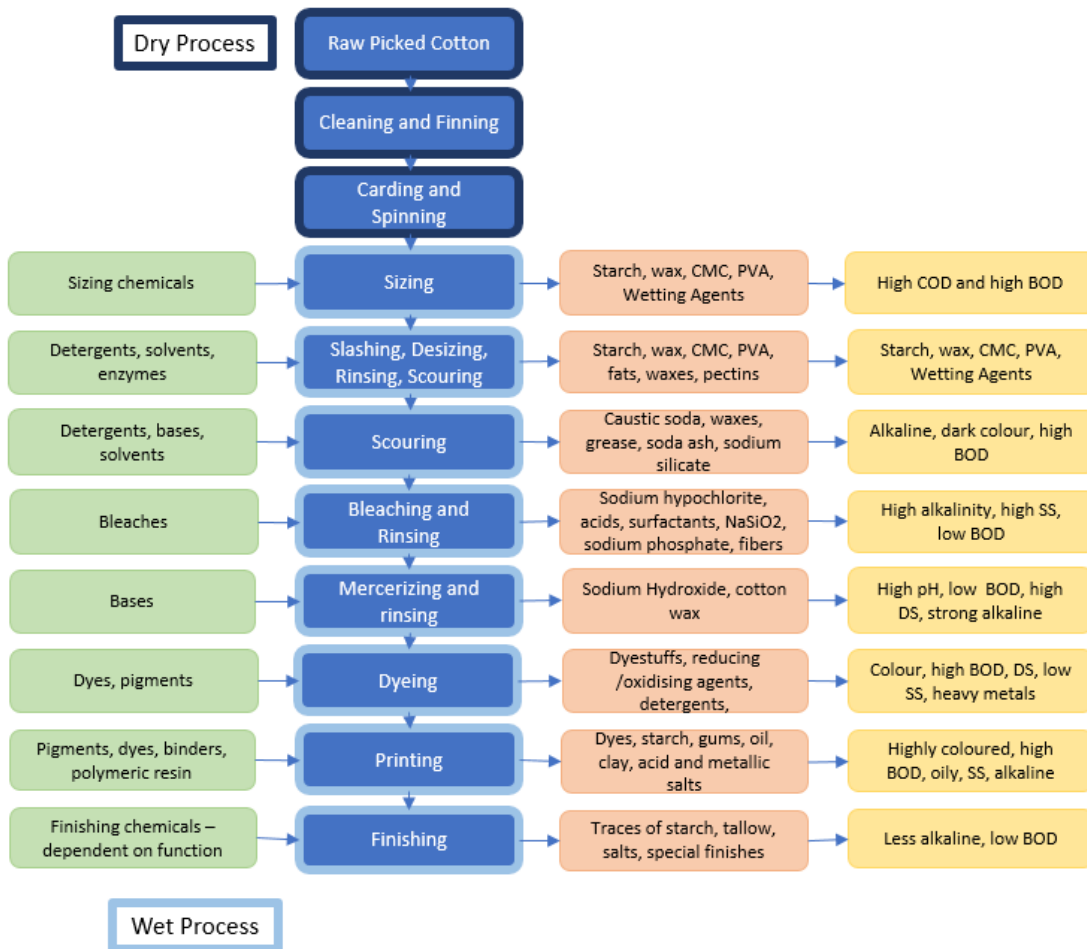 Dry Process
Raw Picked Cotton
Cleaning and Finning
Carding and
Spinning
Sizing chemicals
Sizing
Starch, wax, CMC, PVA,
Wetting Agents
High COD and high BOD
Detergents, solvents,
enzymes
Slashing, Desizing,
Rinsing, Scouring
Starch, wax, CMC, PVA,
fats, waxes, pectins
Starch, wax, CMC, PVA,
Wetting Agents
Detergents, bases,
solvents
Scouring
Caustic soda, waxes,
grease, soda ash, sodium
silicate
Alkaline, dark colour, high
BOD
Bleaches
Bleaching and
Rinsing
Sodium hypochlorite,
acids, surfactants, NaSiO2,
sodium phosphate, fibers
High alkalinity, high SS,
low BOD
Bases
Mercerizing and
rinsing
Sodium Hydroxide, cotton
wax
High pH, low BOD, high
DS, strong alkaline
Dyes, pigments
Dyeing
Dyestuffs, reducing
/oxidising agents,
detergents,
Colour, high BOD, DS, low
SS, heavy metals
Pigments, dyes, binders,
polymeric resin
Printing
Dyes, starch, gums, oil,
clay, acid and metallic
salts
Highly coloured, high
BOD, oily, SS, alkaline
Finishing chemicals –
dependent on function
Finishing
Traces of starch, tallow,
salts, special finishes
Less alkaline, low BOD
Wet Process